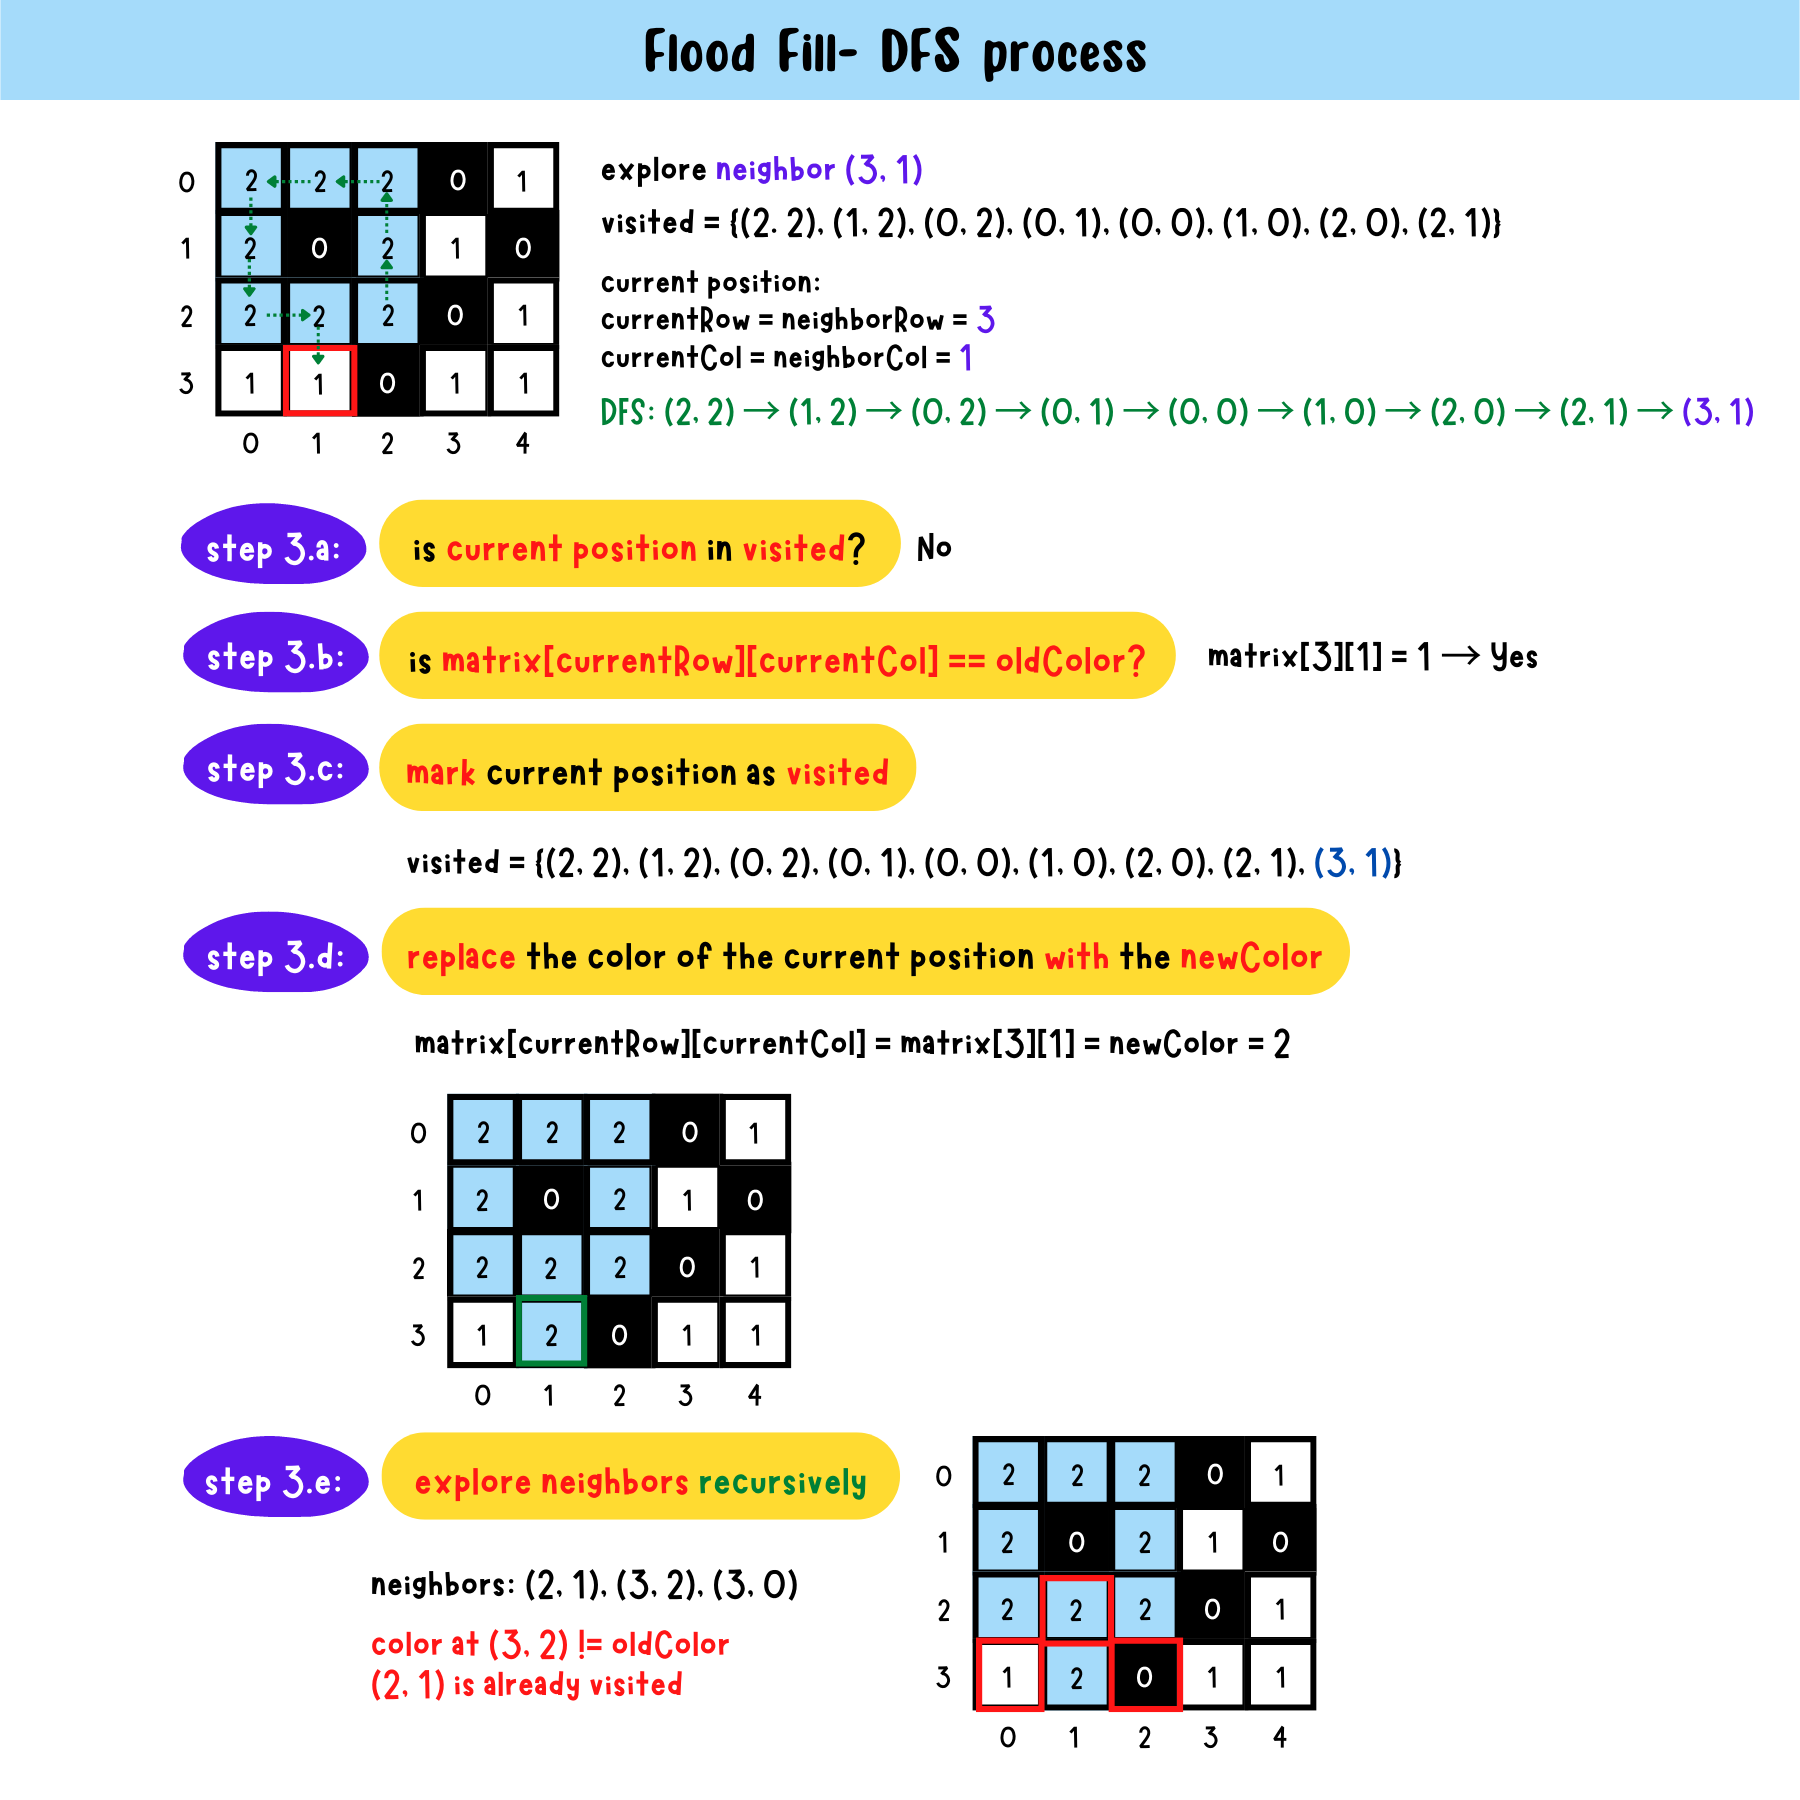 Flood Fill- DFS process
0 2 2 2 0 1
1 2 0 2 1 0
2 2 2 2 0 1
3 1 1 0 1 1
0 1 2 3 4
explore neighbor (3, 1)
visited = {(2. 2), (1, 2), (0, 2), (0, 1), (0, 0), (1, 0), (2, 0), (2, 1)}
current position:
currentRow = neighborRow = 3
currentCol = neighborCol = 1
DFS: (2, 2) → (1, 2) → (0, 2) → (0, 1) → (0, 0) → (1, 0) → (2, 0) → (2, 1) → (3, 1)
step 3.a: is current position in visited? No
step 3.b: is matrix[currentRow][currentCol] == oldColor? matrix[3][1] = 1 → Yes
step 3.c: mark current position as visited
visited = {(2, 2), (1, 2), (0, 2), (0, 1), (0, 0), (1, 0), (2, 0), (2, 1), (3, 1)}
step 3.d: replace the color of the current position with the newColor
matrix[currentRow][currentCol] = matrix[3][1] = newColor = 2
0 2 2 2 0 1
1 2 0 2 1 0
2 2 2 2 0 1
3 1 2 0 1 1
0 1 2 3 4
step 3.e: explore neighbors recursively
neighbors: (2, 1), (3, 2), (3, 0)
color at (3, 2) != oldColor
(2, 1) is already visited
0 2 2 2 0 1
1 2 0 2 1 0
2 2 2 2 0 1
3 1 2 0 1 1
0 1 2 3 4